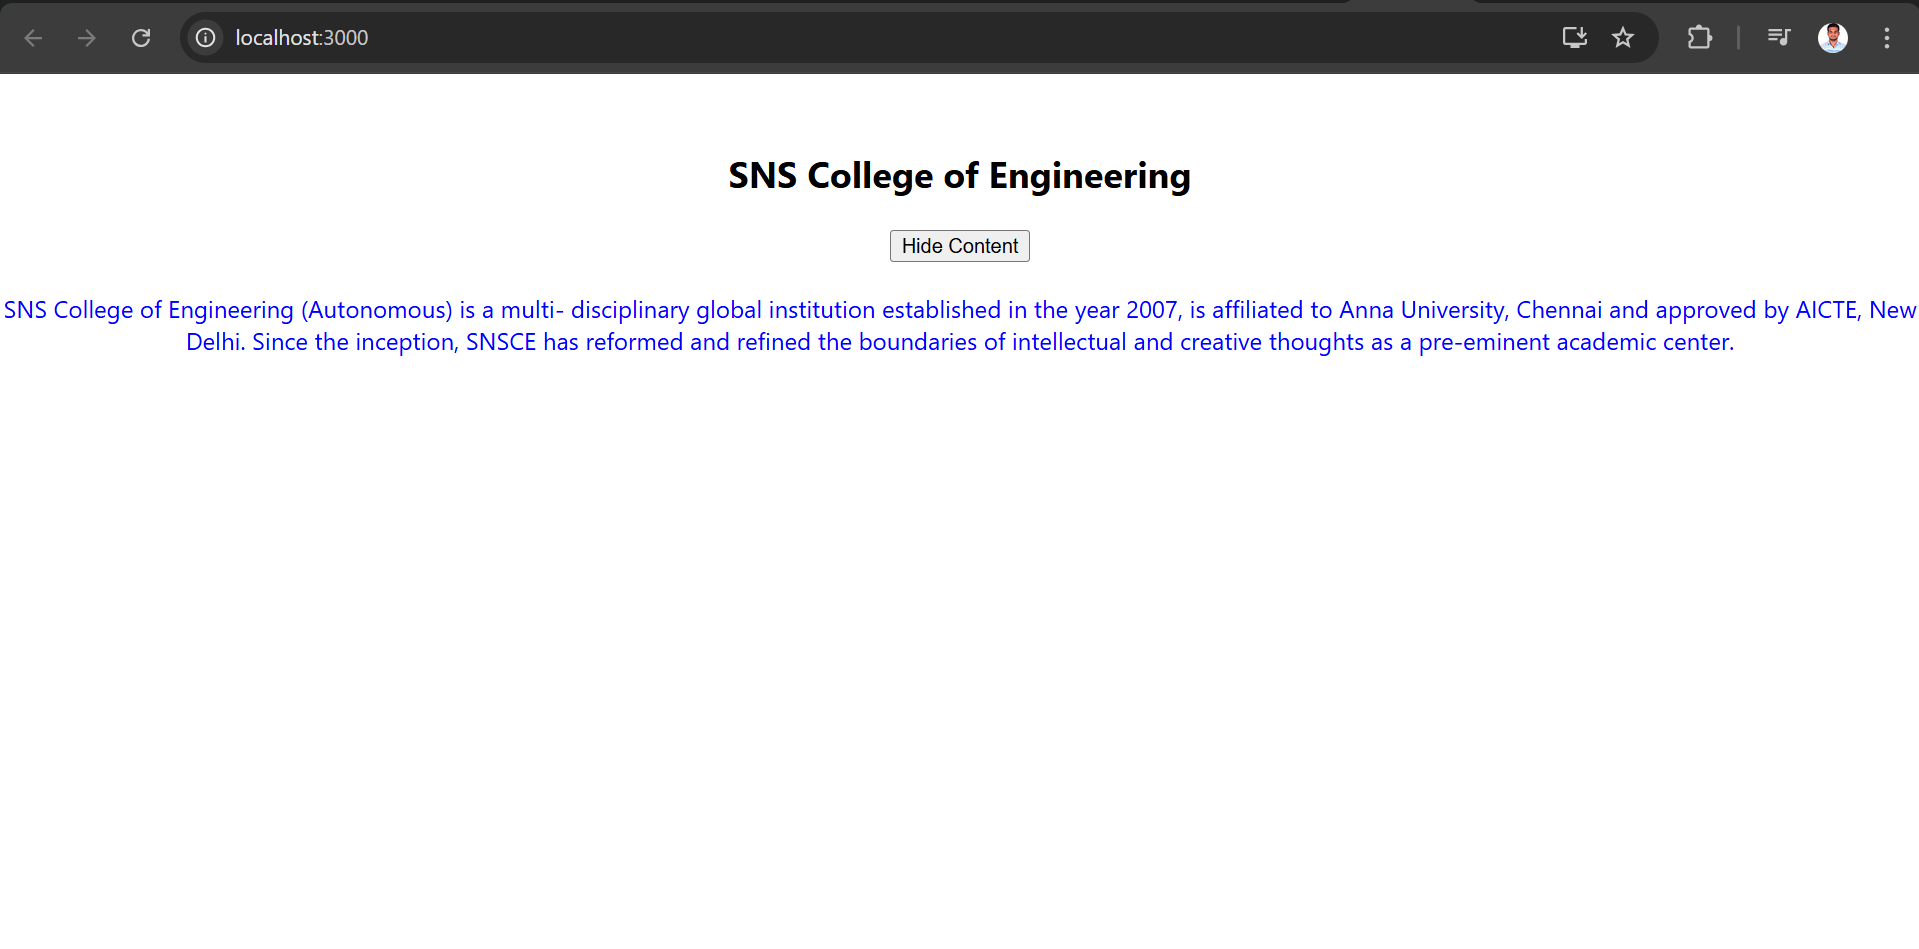 localhost:3000
SNS College of Engineering
Hide Content
SNS College of Engineering (Autonomous) is a multi- disciplinary global institution established in the year 2007, is affiliated to Anna University, Chennai and approved by AICTE, New
Delhi. Since the inception, SNSCE has reformed and refined the boundaries of intellectual and creative thoughts as a pre-eminent academic center.